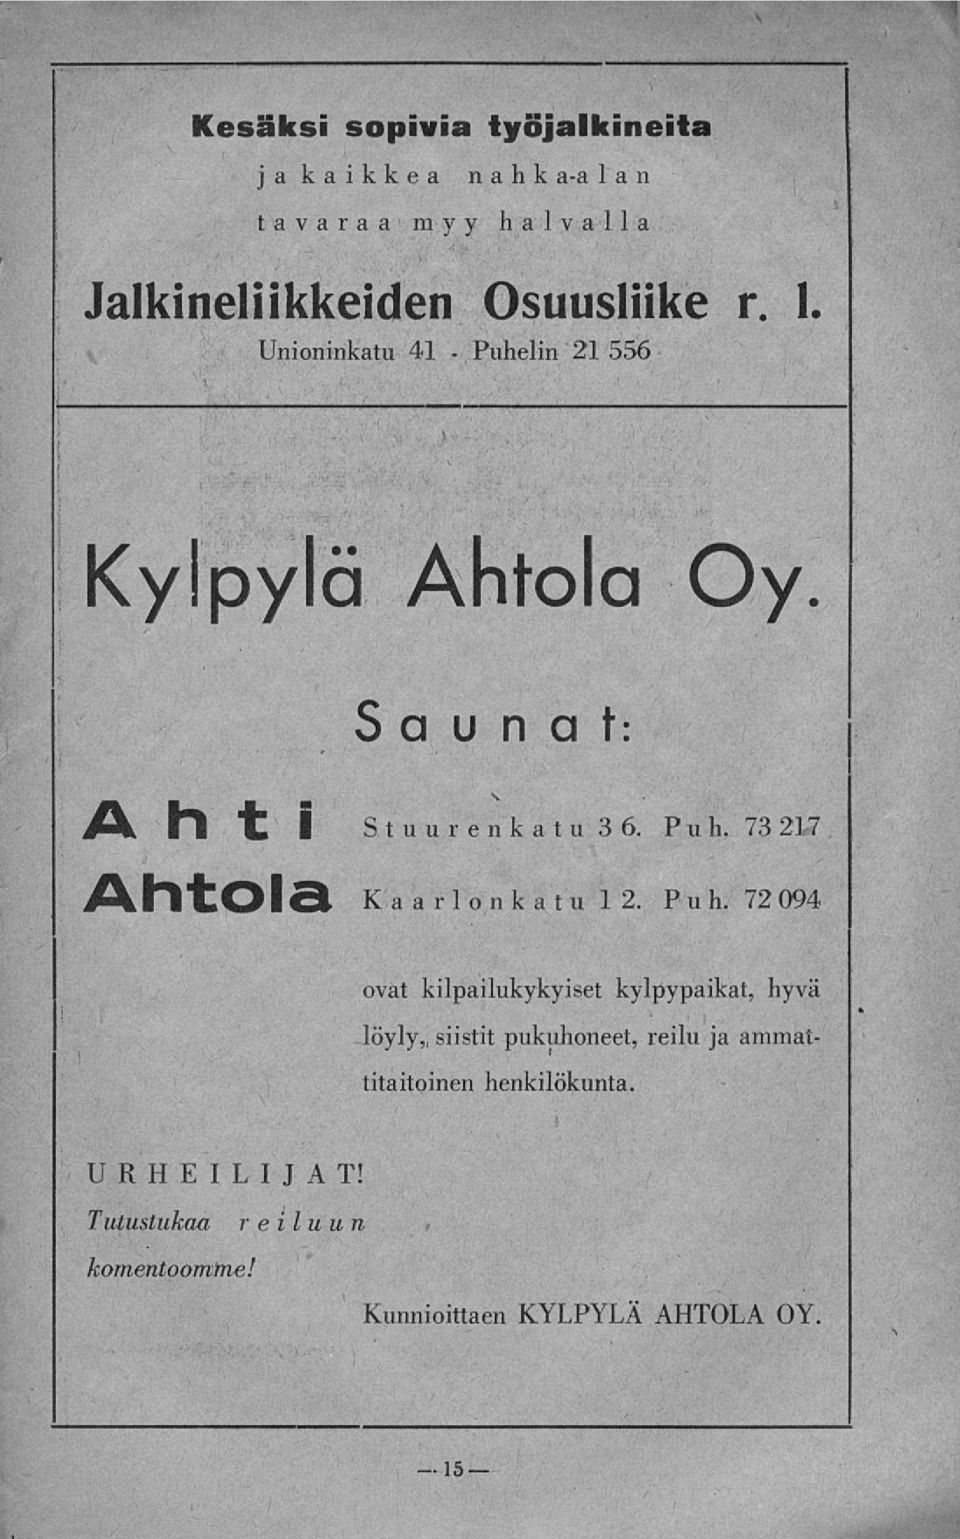 Kesäksi sopivia työjalkineita
ja kaikkea nahka-alan
tavaraa myy halvalla
Jalkineliikkeiden Osuusliike r. l.
Unioninkatu 41 - Puhelin 21 556
Kylpylä Ahtola Oy.
Saunat:
Ahti Stuurenkatu 36. Puh. 73 217
Ahtola Kaarlonkatu 12. Puh. 72 094
ovat kilpailukykyiset kylpypaikat, hyvä
löyly, siistit pukuhoneet, reilu ja ammat-
titaitoinen henkilökunta.
URHEILIJAT!
Tutustukaa reiluun
komentoomme!
Kunnioittaen KYLPYLÄ AHTOLA OY.
— 15 —